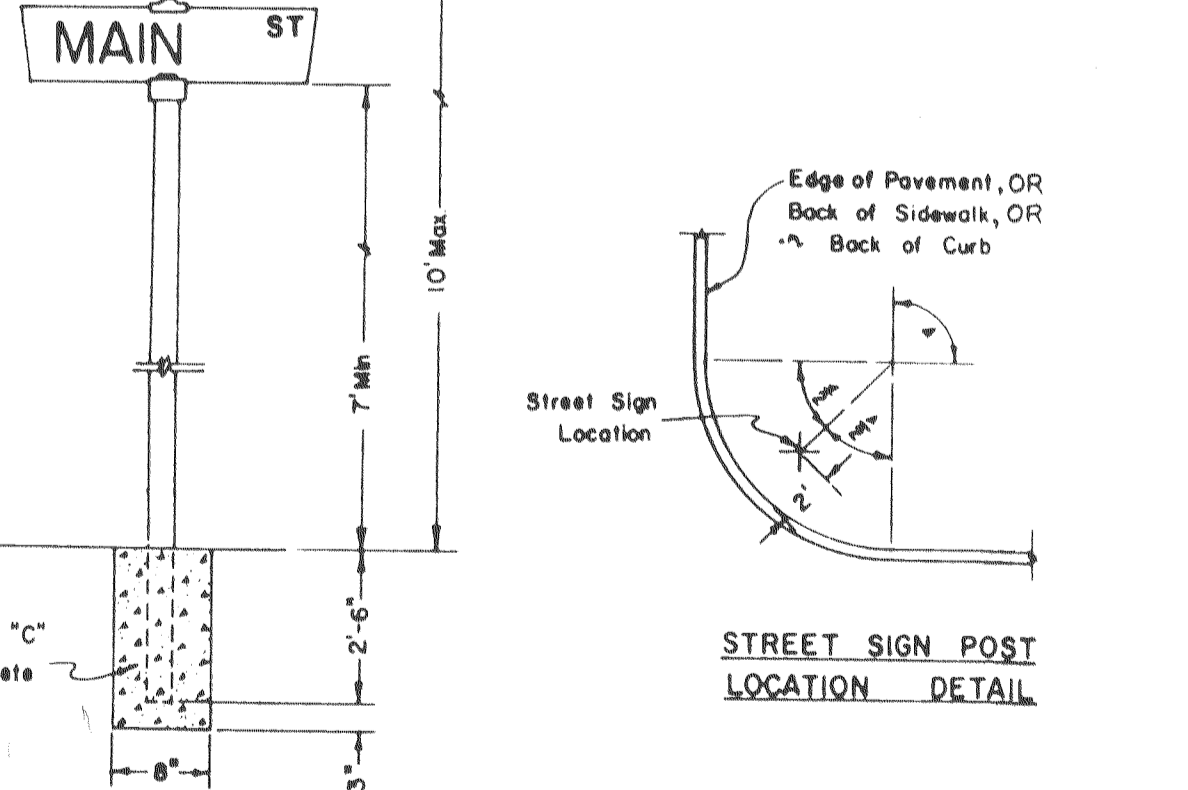 MAIN ST
10' Max
7' Min
2'-6"
"C"
8"
3"
Edge of Pavement, OR
Back of Sidewalk, OR
Back of Curb
Street Sign
Location
2'
STREET SIGN POST
LOCATION DETAIL